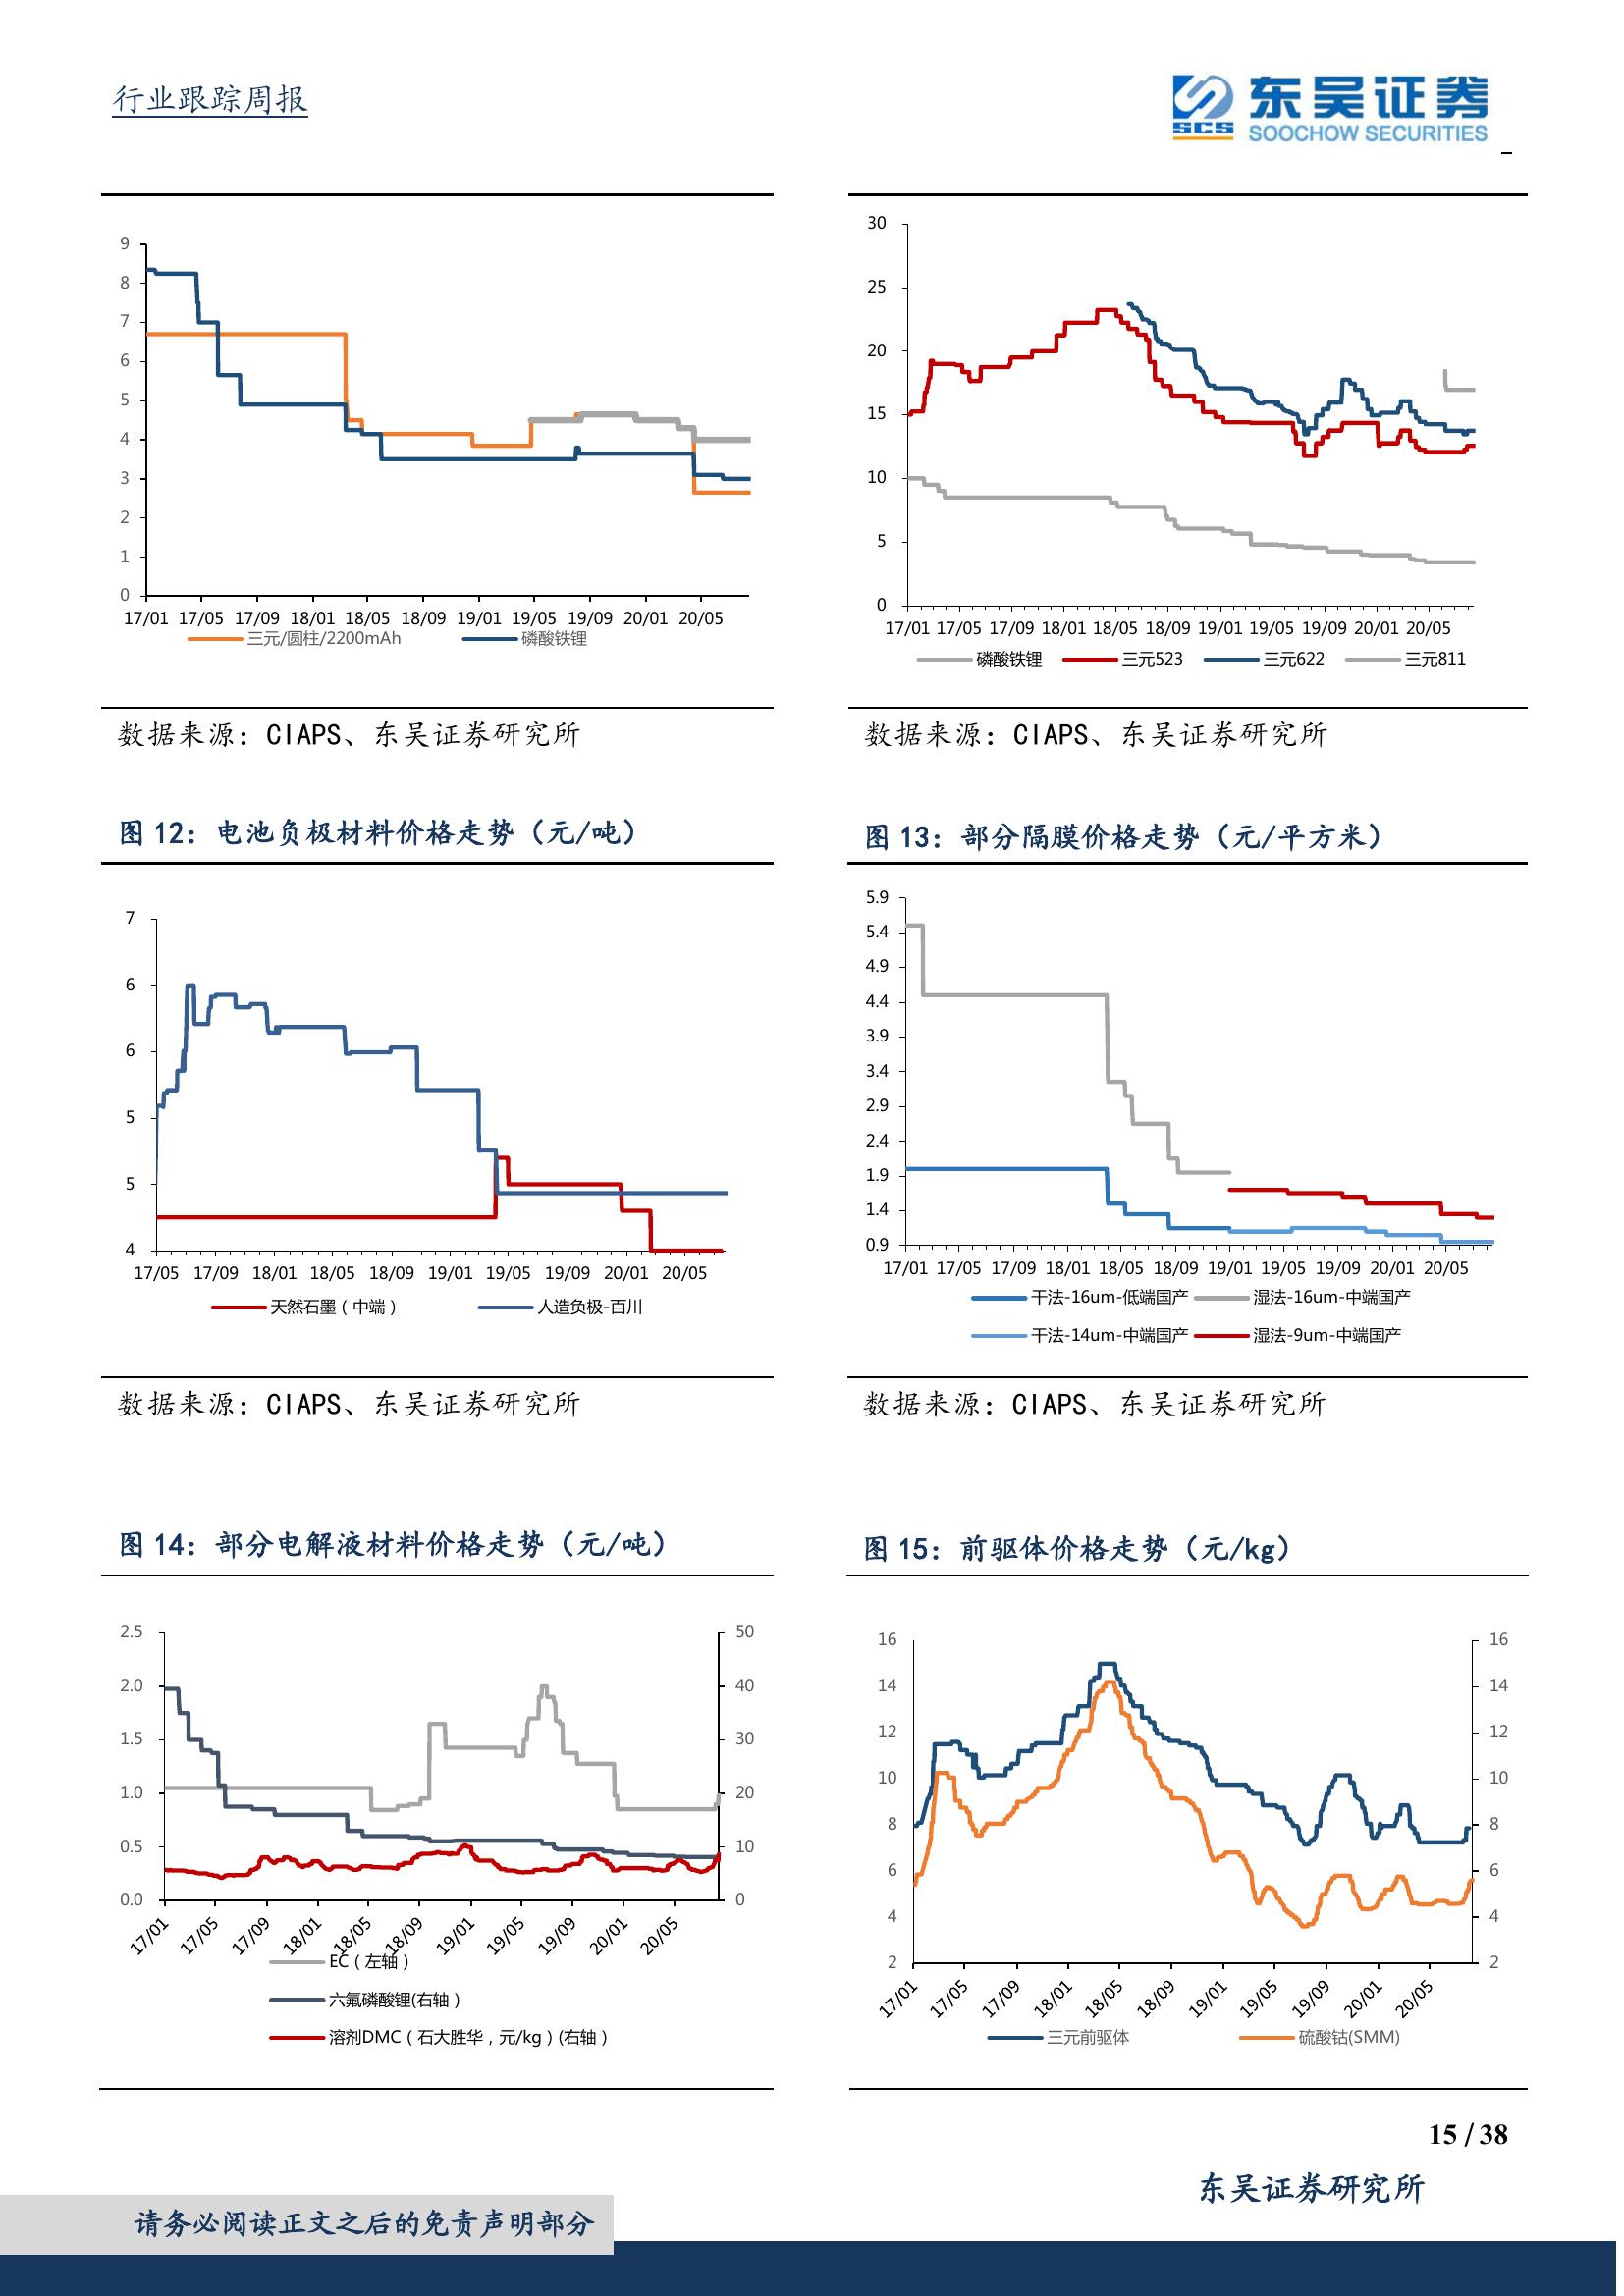 行业跟踪周报
东吴证券
SCS
SOOCHOW SECURITIES
9
8
7
6
5
4
3
2
1
0
17/01 17/05 17/09 18/01 18/05 18/09 19/01 19/05 19/09 20/01 20/05
三元/圆柱/2200mAh 磷酸铁锂
30
25
20
15
10
5
0
17/01 17/05 17/09 18/01 18/05 18/09 19/01 19/05 19/09 20/01 20/05
磷酸铁锂 三元523 三元622 三元811
数据来源：CIAPS、东吴证券研究所
数据来源：CIAPS、东吴证券研究所
图 12：电池负极材料价格走势（元/吨）
7
6
6
5
5
4
17/05 17/09 18/01 18/05 18/09 19/01 19/05 19/09 20/01 20/05
天然石墨（中端） 人造负极-百川
图 13：部分隔膜价格走势（元/平方米）
5.9
5.4
4.9
4.4
3.9
3.4
2.9
2.4
1.9
1.4
0.9
17/01 17/05 17/09 18/01 18/05 18/09 19/01 19/05 19/09 20/01 20/05
干法-16um-低端国产 湿法-16um-中端国产
干法-14um-中端国产 湿法-9um-中端国产
数据来源：CIAPS、东吴证券研究所
数据来源：CIAPS、东吴证券研究所
图 14：部分电解液材料价格走势（元/吨）
2.5 50
2.0 40
1.5 30
1.0 20
0.5 10
0.0 0
17/01 17/05 17/09 18/01 18/05 18/09 19/01 19/05 19/09 20/01 20/05
EC（左轴）
六氟磷酸锂(右轴）
溶剂DMC（石大胜华，元/kg）(右轴）
图 15：前驱体价格走势（元/kg）
16 16
14 14
12 12
10 10
8 8
6 6
4 4
2 2
17/01 17/05 17/09 18/01 18/05 18/09 19/01 19/05 19/09 20/01 20/05
三元前驱体 硫酸钴(SMM)
15 / 38
东吴证券研究所
请务必阅读正文之后的免责声明部分